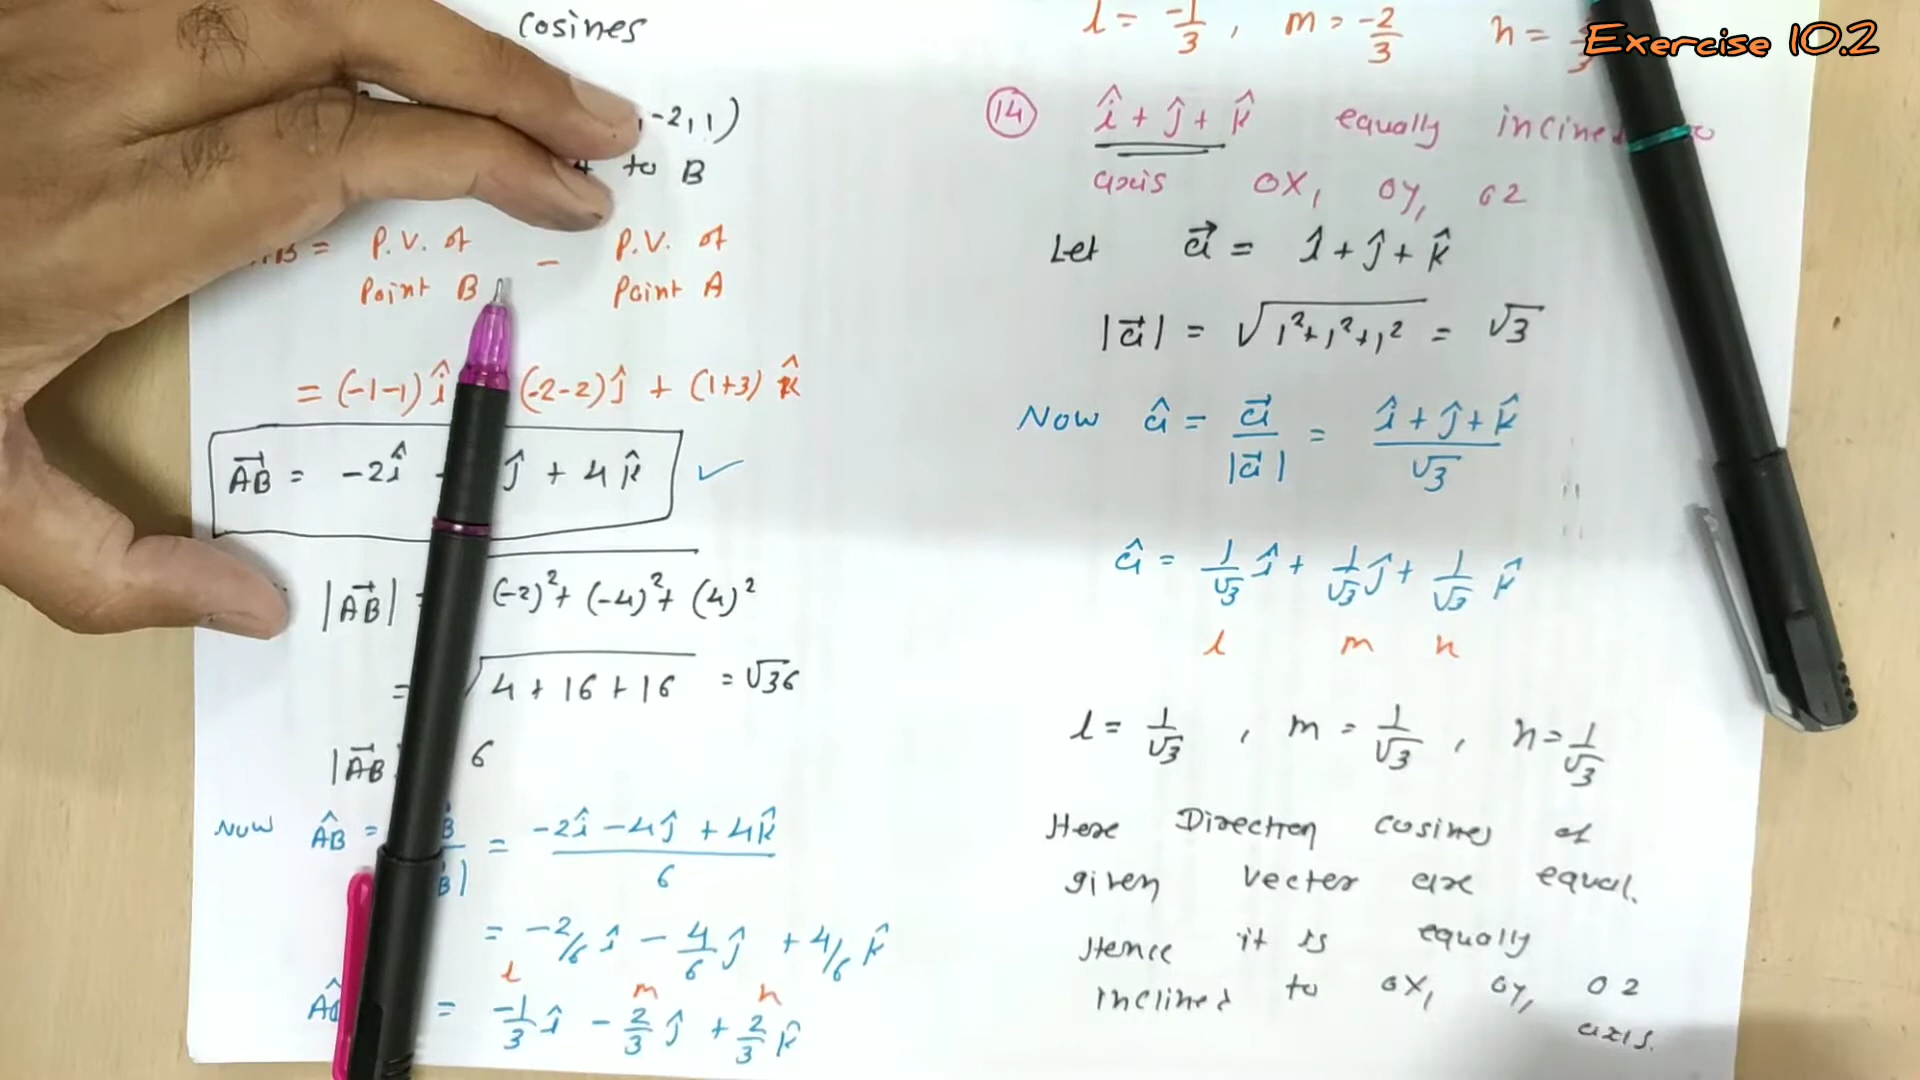 cosines
-2, 1)
to B
= P.V. of - P.V. of
Point B Point A
= (-1-1) î (-2-2) ĵ + (1+3) k̂
AB⃗ = -2î ĵ + 4 k̂ ✓
|AB⃗| (-2)² + (-4)² + (4)²
= √4 + 16 + 16 = √36
|AB⃗ 6
Now AB̂ = = -2î - 4ĵ + 4k̂ / 6
= -2/6 î - 4/6 ĵ + 4/6 k̂
l m n
= -1/3 î - 2/3 ĵ + 2/3 k̂
Exercise 10.2
l = -1/3 , m = -2/3 n =
14 î + ĵ + k̂ equally incined
axis OX, OY, OZ
Let a⃗ = î + ĵ + k̂
|a⃗| = √1² + 1² + 1² = √3
Now â = a⃗ / |a⃗| = î + ĵ + k̂ / √3
â = 1/√3 î + 1/√3 ĵ + 1/√3 k̂
l m n
l = 1/√3 , m = 1/√3 , n = 1/√3
Here Direction cosines of
given vector are equal.
Hence it is equally
inclined to OX, OY, OZ
axis.